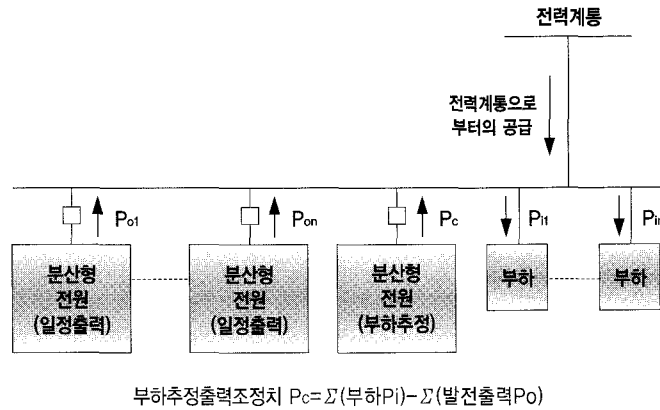 전력계통
전력계통으로
부터의 공급
Po1
Pon
Pc
Pi1
Pin
분산형
전원
(일정출력)
분산형
전원
(일정출력)
분산형
전원
(부하추정)
부하
부하
부하추정출력조정치 Pc=Σ(부하Pi)-Σ(발전출력Po)